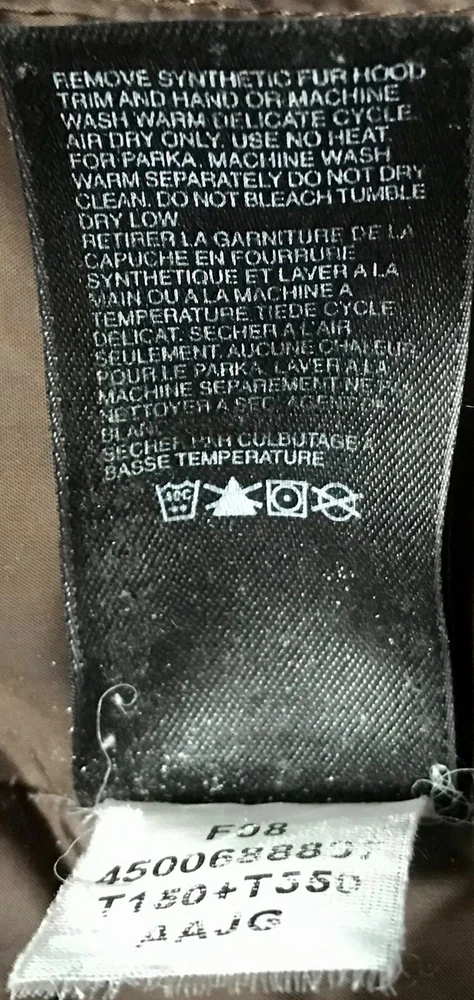 REMOVE SYNTHETIC FUR HOOD
TRIM AND HAND OR MACHINE
WASH WARM DELICATE CYCLE.
AIR DRY ONLY. USE NO HEAT.
FOR PARKA. MACHINE WASH
WARM SEPARATELY DO NOT DRY
CLEAN. DO NOT BLEACH TUMBLE
DRY LOW
RETIRER LA GARNITURE DE LA
CAPUCHE EN FOURRURE
SYNTHETIQUE ET LAVER A LA
MAIN OU A LA MACHINE A
TEMPERATURE TIEDE CYCLE
DELICAT. SECHER A L'AIR
SEULEMENT. AUCUNE CHALEUR
POUR LE PARKA. LAVER A LA
MACHINE SEPAREMENT. NE
NETTOYER A SEC.
SECHER PAR CULBUTAGE A
BASSE TEMPERATURE
40C
F08
T150+T350
AAJG